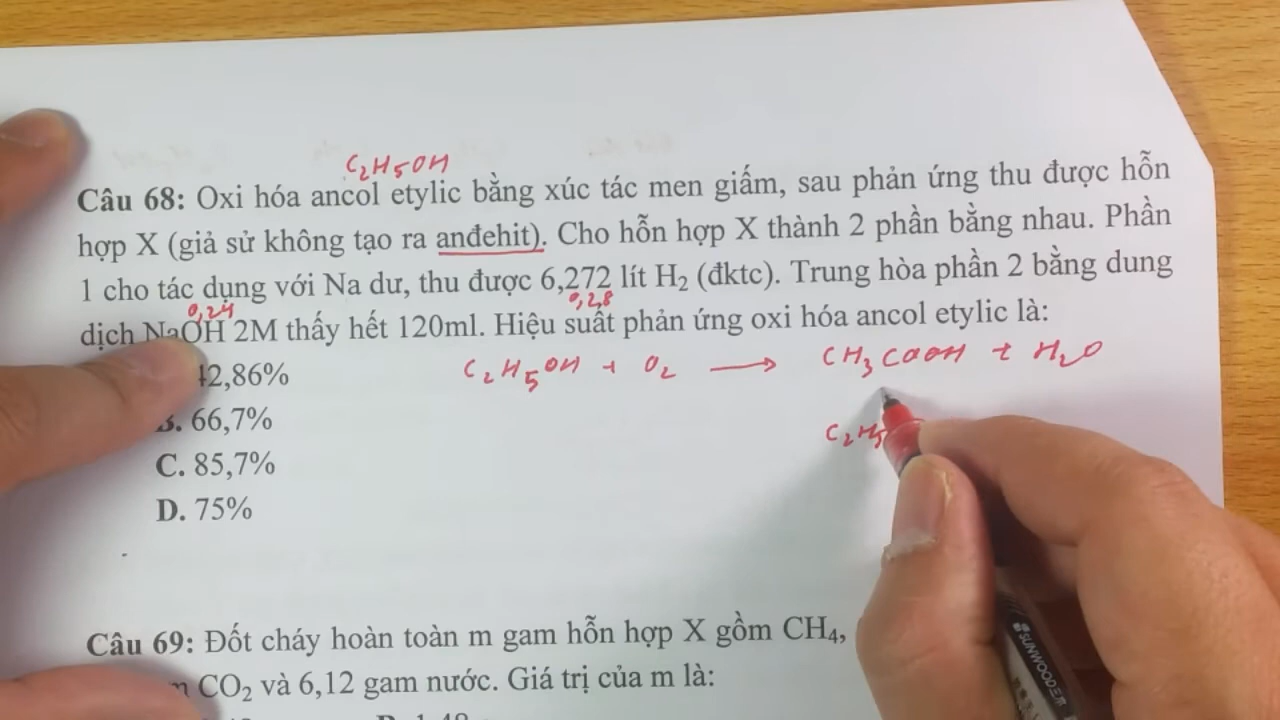 C2H5OH
Câu 68: Oxi hóa ancol etylic bằng xúc tác men giấm, sau phản ứng thu được hỗn
hợp X (giả sử không tạo ra anđehit). Cho hỗn hợp X thành 2 phần bằng nhau. Phần
1 cho tác dụng với Na dư, thu được 6,272 lít H2 (đktc). Trung hòa phần 2 bằng dung
0,24 0,28
dịch NaOH 2M thấy hết 120ml. Hiệu suất phản ứng oxi hóa ancol etylic là:
C2H5OH + O2 → CH3COOH + H2O
42,86%
B. 66,7%
C2H5
C. 85,7%
D. 75%
Câu 69: Đốt cháy hoàn toàn m gam hỗn hợp X gồm CH4,
CO2 và 6,12 gam nước. Giá trị của m là:
SUNWOOD